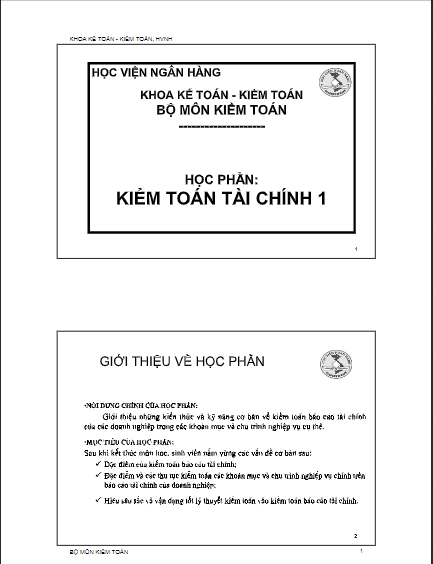 KHOA KẾ TOÁN - KIỂM TOÁN, HVNH
HỌC VIỆN NGÂN HÀNG
KHOA KẾ TOÁN - KIỂM TOÁN
BỘ MÔN KIỂM TOÁN
--------------------
HỌC PHẦN:
KIỂM TOÁN TÀI CHÍNH 1
1
GIỚI THIỆU VỀ HỌC PHẦN
•NỘI DUNG CHÍNH CỦA HỌC PHẦN:
Giới thiệu những kiến thức và kỹ năng cơ bản về kiểm toán báo cáo tài chính
của các doanh nghiệp trong các khoản mục và chu trình nghiệp vụ cụ thể.
•MỤC TIÊU CỦA HỌC PHẦN:
Sau khi kết thúc môn học, sinh viên nắm vững các vấn đề cơ bản sau:
✓ Đặc điểm của kiểm toán báo cáo tài chính;
✓ Đặc điểm và các thủ tục kiểm toán các khoản mục và chu trình nghiệp vụ chính trên
báo cáo tài chính của doanh nghiệp;
✓ Hiểu sâu sắc và vận dụng tốt lý thuyết kiểm toán vào kiểm toán báo cáo tài chính.
2
BỘ MÔN KIỂM TOÁN
1